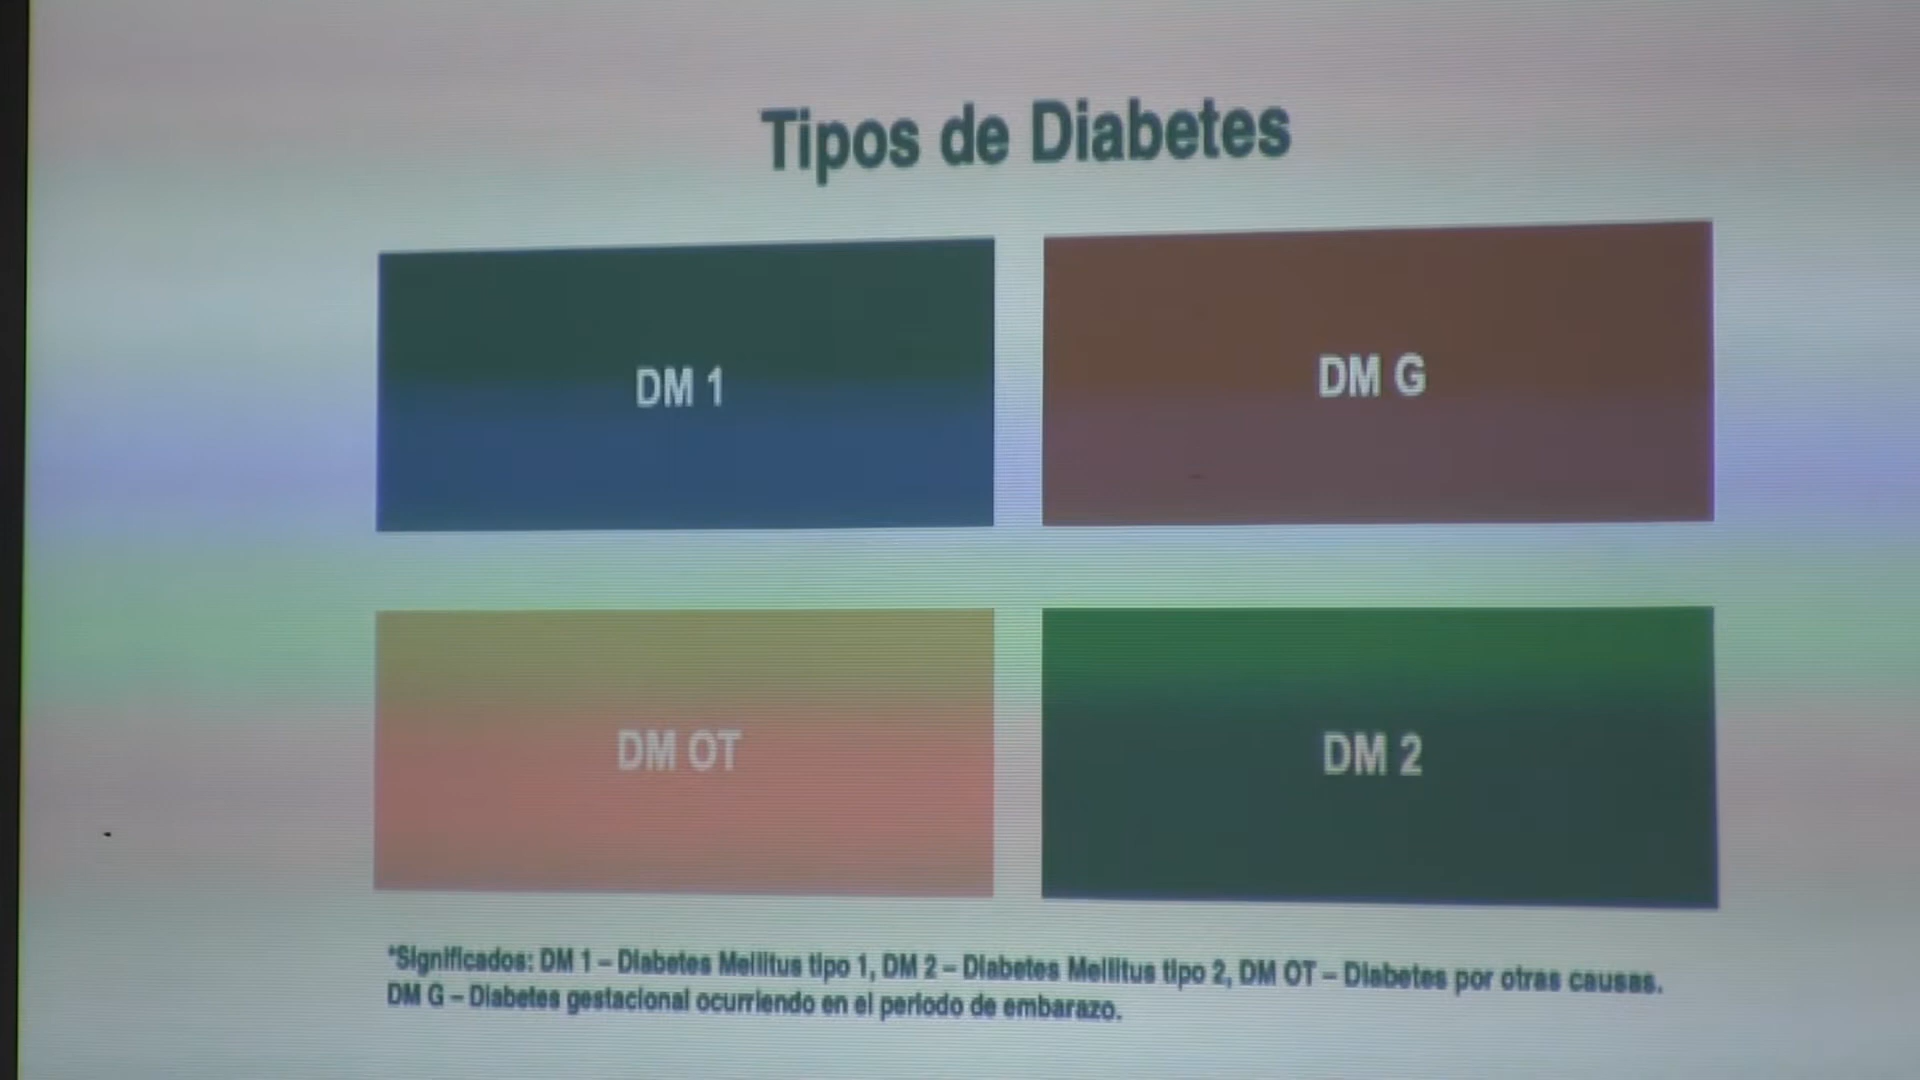 Tipos de Diabetes
DM 1
DM G
DM OT
DM 2
*Significados: DM 1 – Diabetes Mellitus tipo 1, DM 2 – Diabetes Mellitus tipo 2, DM OT – Diabetes por otras causas.
DM G – Diabetes gestacional ocurriendo en el periodo de embarazo.